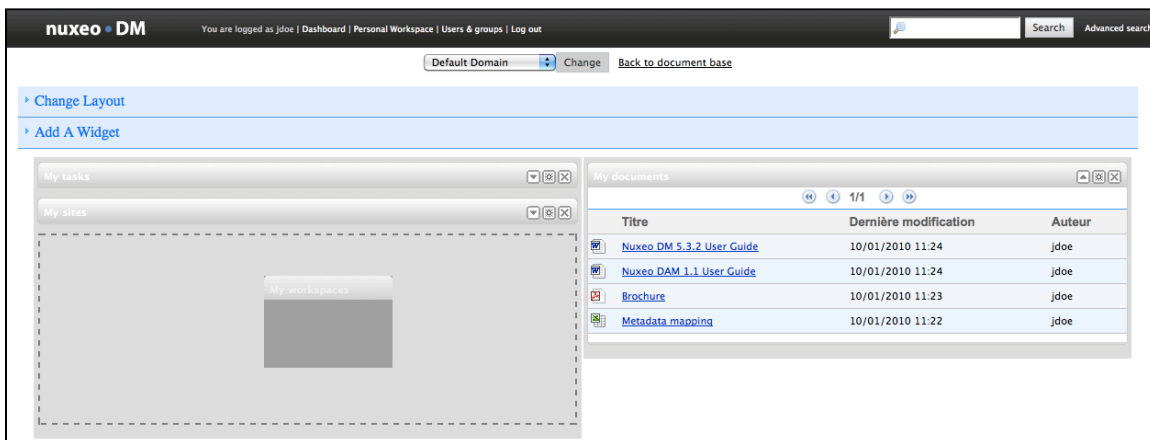 nuxeo DM You are logged as jdoe | Dashboard | Personal Workspace | Users & groups | Log out Search Advanced search
Default Domain Change Back to document base
Change Layout
Add A Widget
My tasks
My sites
My workspaces
My documents
1/1
Titre Dernière modification Auteur
Nuxeo DM 5.3.2 User Guide 10/01/2010 11:24 jdoe
Nuxeo DAM 1.1 User Guide 10/01/2010 11:24 jdoe
Brochure 10/01/2010 11:23 jdoe
Metadata mapping 10/01/2010 11:22 jdoe